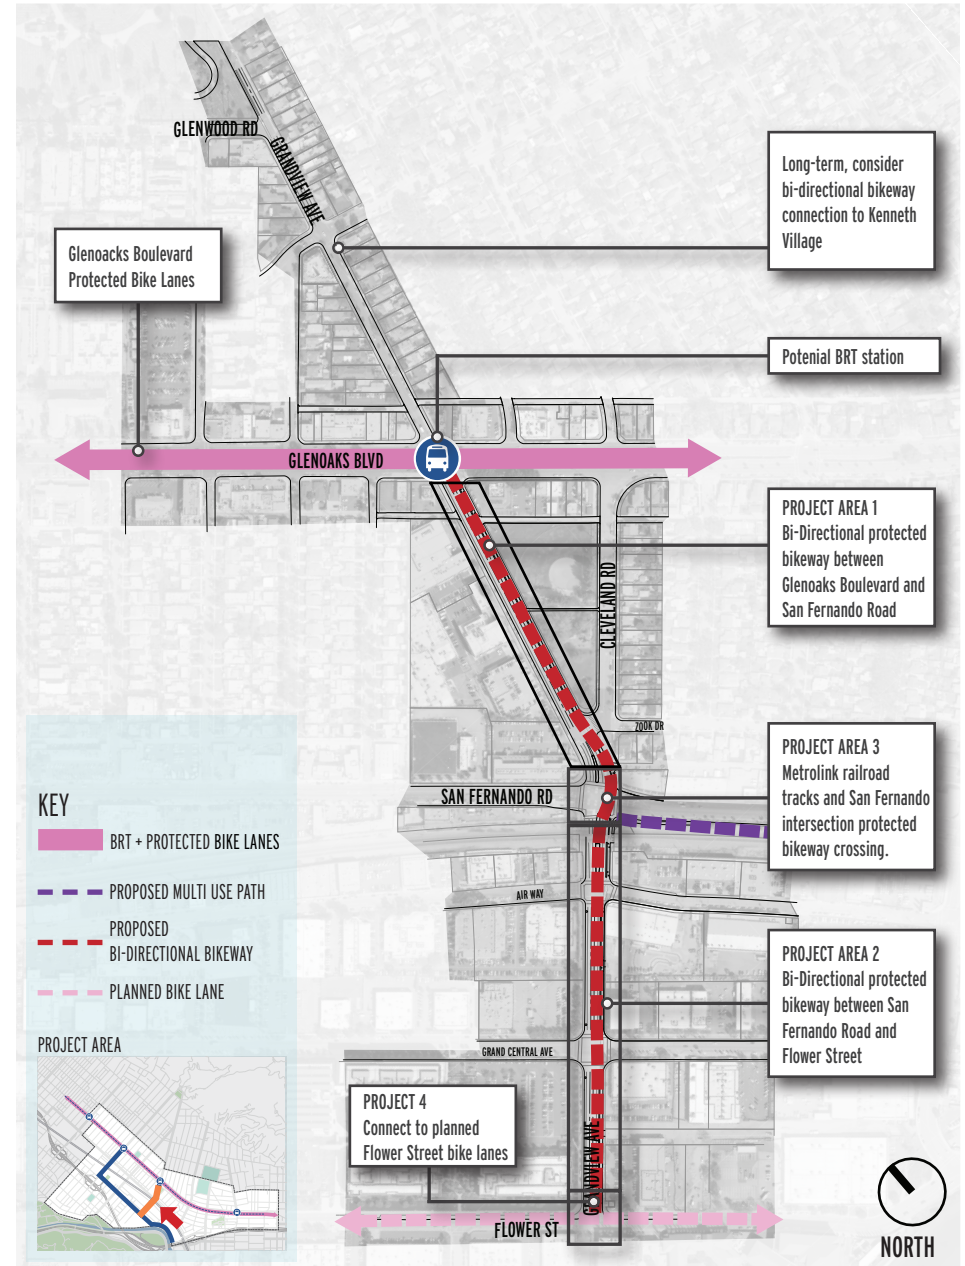 GLENWOOD RD
GRANDVIEW AVE
Long-term, consider
bi-directional bikeway
connection to Kenneth
Village
Glenoacks Boulevard
Protected Bike Lanes
Potenial BRT station
GLENOAKS BLVD
PROJECT AREA 1
Bi-Directional protected
bikeway between
Glenoaks Boulevard and
San Fernando Road
CLEVELAND RD
ZOOK DR
PROJECT AREA 3
Metrolink railroad
tracks and San Fernando
intersection protected
bikeway crossing.
SAN FERNANDO RD
KEY
BRT + PROTECTED BIKE LANES
PROPOSED MULTI USE PATH
PROPOSED
BI-DIRECTIONAL BIKEWAY
PLANNED BIKE LANE
AIR WAY
PROJECT AREA 2
Bi-Directional protected
bikeway between San
Fernando Road and
Flower Street
PROJECT AREA
GRAND CENTRAL AVE
PROJECT 4
Connect to planned
Flower Street bike lanes
GRANDVIEW AVE
FLOWER ST
NORTH